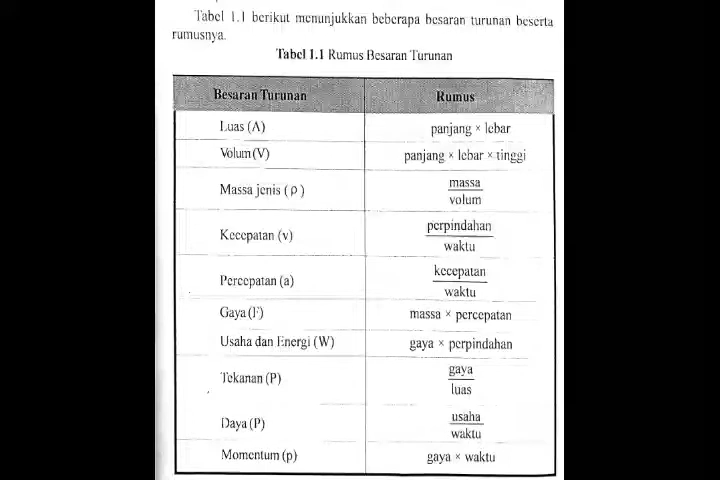 Tabel 1.1 berikut menunjukkan beberapa besaran turunan beserta
rumusnya.
Tabel 1.1 Rumus Besaran Turunan
Besaran Turunan Rumus
Luas (A) panjang × lebar
Volum (V) panjang × lebar × tinggi
Massa jenis (ρ) massa
volum
Kecepatan (v) perpindahan
waktu
Percepatan (a) kecepatan
waktu
Gaya (F) massa × percepatan
Usaha dan Energi (W) gaya × perpindahan
Tekanan (P) gaya
luas
Daya (P) usaha
waktu
Momentum (p) gaya × waktu